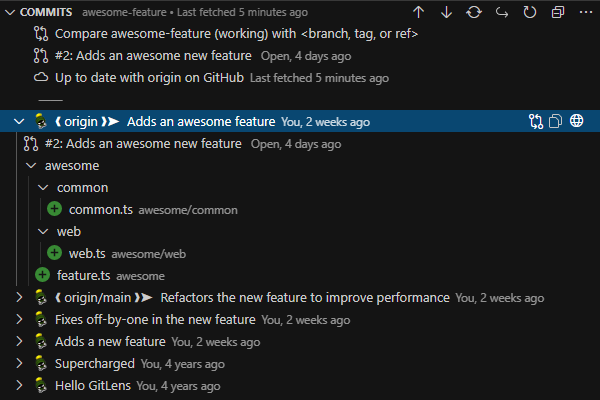 COMMITS awesome-feature • Last fetched 5 minutes ago
Compare awesome-feature (working) with <branch, tag, or ref>
#2: Adds an awesome new feature Open, 4 days ago
Up to date with origin on GitHub Last fetched 5 minutes ago
❰ origin ❱➤ Adds an awesome feature You, 2 weeks ago
#2: Adds an awesome new feature Open, 4 days ago
awesome
common
common.ts awesome/common
web
web.ts awesome/web
feature.ts awesome
❰ origin/main ❱➤ Refactors the new feature to improve performance You, 2 weeks ago
Fixes off-by-one in the new feature You, 2 weeks ago
Adds a new feature You, 2 weeks ago
Supercharged You, 4 years ago
Hello GitLens You, 4 years ago